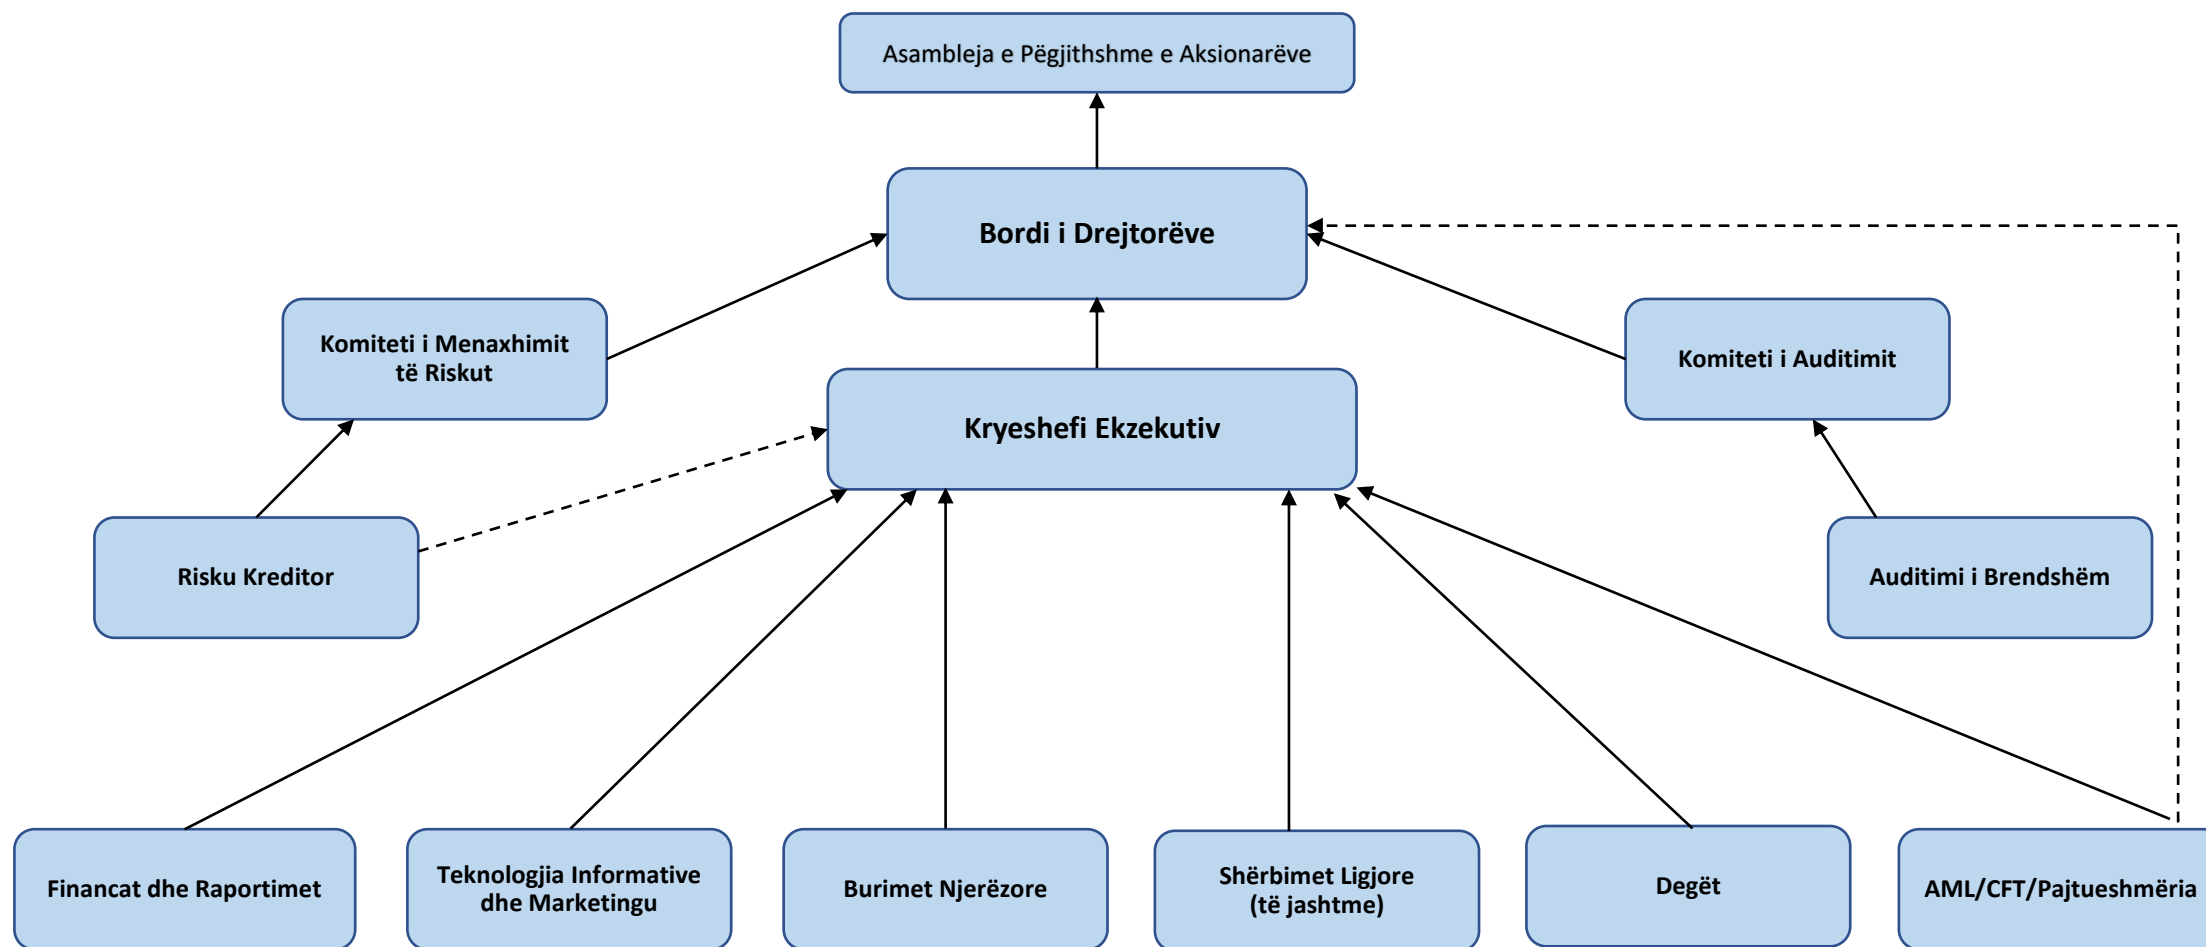 Asambleja e Pëgjithshme e Aksionarëve
Bordi i Drejtorëve
Komiteti i Menaxhimit
të Riskut
Komiteti i Auditimit
Kryeshefi Ekzekutiv
Risku Kreditor
Auditimi i Brendshëm
Financat dhe Raportimet
Teknologjia Informative
dhe Marketingu
Burimet Njerëzore
Shërbimet Ligjore
(të jashtme)
Degët
AML/CFT/Pajtueshmëria